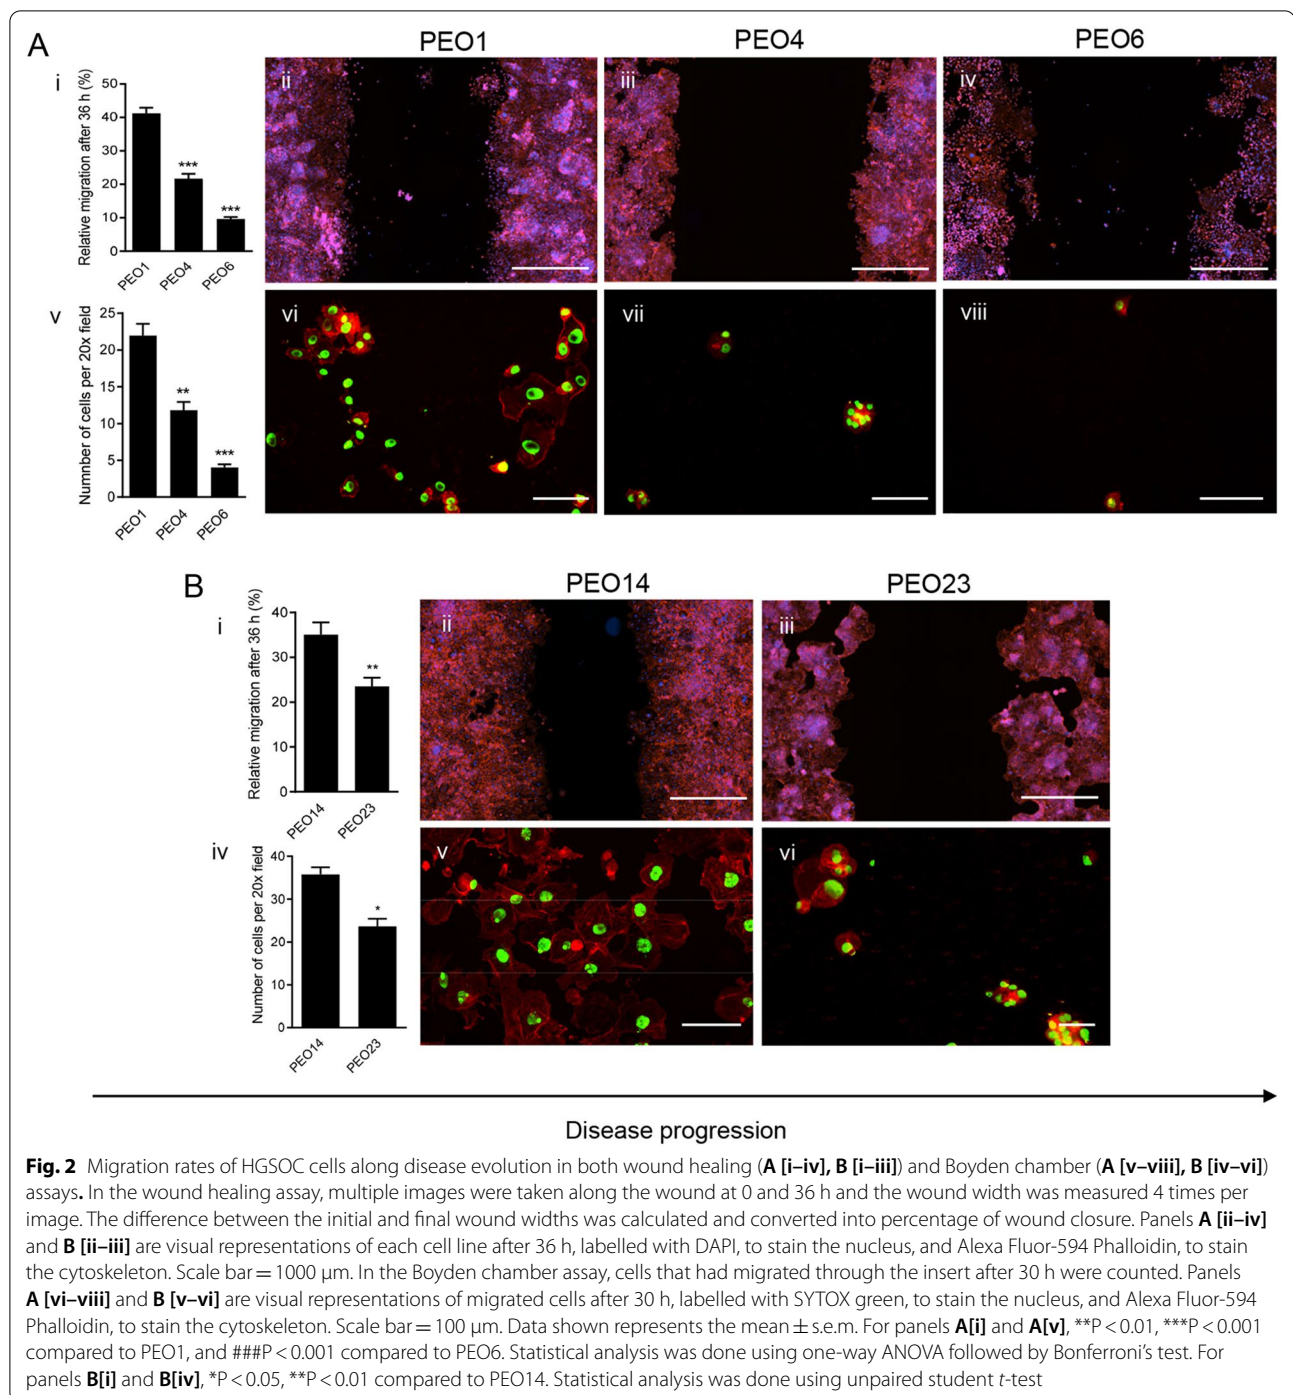 A
PEO1
PEO4
PEO6
i
Relative migration after 36 h (%)
50
40
30
20
10
0
***
***
PEO1
PEO4
PEO6
ii
iii
iv
v
Numnber of cells per 20x field
25
20
15
10
5
0
**
***
PEO1
PEO4
PEO6
vi
vii
viii
B
PEO14
PEO23
i
Relative migration after 36 h (%)
40
30
20
10
0
**
PEO14
PEO23
ii
iii
iv
Number of cells per 20x field
40
30
20
10
0
*
PEO14
PEO23
v
vi
Disease progression
Fig. 2 Migration rates of HGSOC cells along disease evolution in both wound healing (A [i–iv], B [i–iii]) and Boyden chamber (A [v–viii], B [iv–vi])
assays. In the wound healing assay, multiple images were taken along the wound at 0 and 36 h and the wound width was measured 4 times per
image. The difference between the initial and final wound widths was calculated and converted into percentage of wound closure. Panels A [ii–iv]
and B [ii–iii] are visual representations of each cell line after 36 h, labelled with DAPI, to stain the nucleus, and Alexa Fluor-594 Phalloidin, to stain
the cytoskeleton. Scale bar = 1000 µm. In the Boyden chamber assay, cells that had migrated through the insert after 30 h were counted. Panels
A [vi–viii] and B [v–vi] are visual representations of migrated cells after 30 h, labelled with SYTOX green, to stain the nucleus, and Alexa Fluor-594
Phalloidin, to stain the cytoskeleton. Scale bar = 100 µm. Data shown represents the mean ± s.e.m. For panels A[i] and A[v], **P < 0.01, ***P < 0.001
compared to PEO1, and ###P < 0.001 compared to PEO6. Statistical analysis was done using one-way ANOVA followed by Bonferroni's test. For
panels B[i] and B[iv], *P < 0.05, **P < 0.01 compared to PEO14. Statistical analysis was done using unpaired student t-test